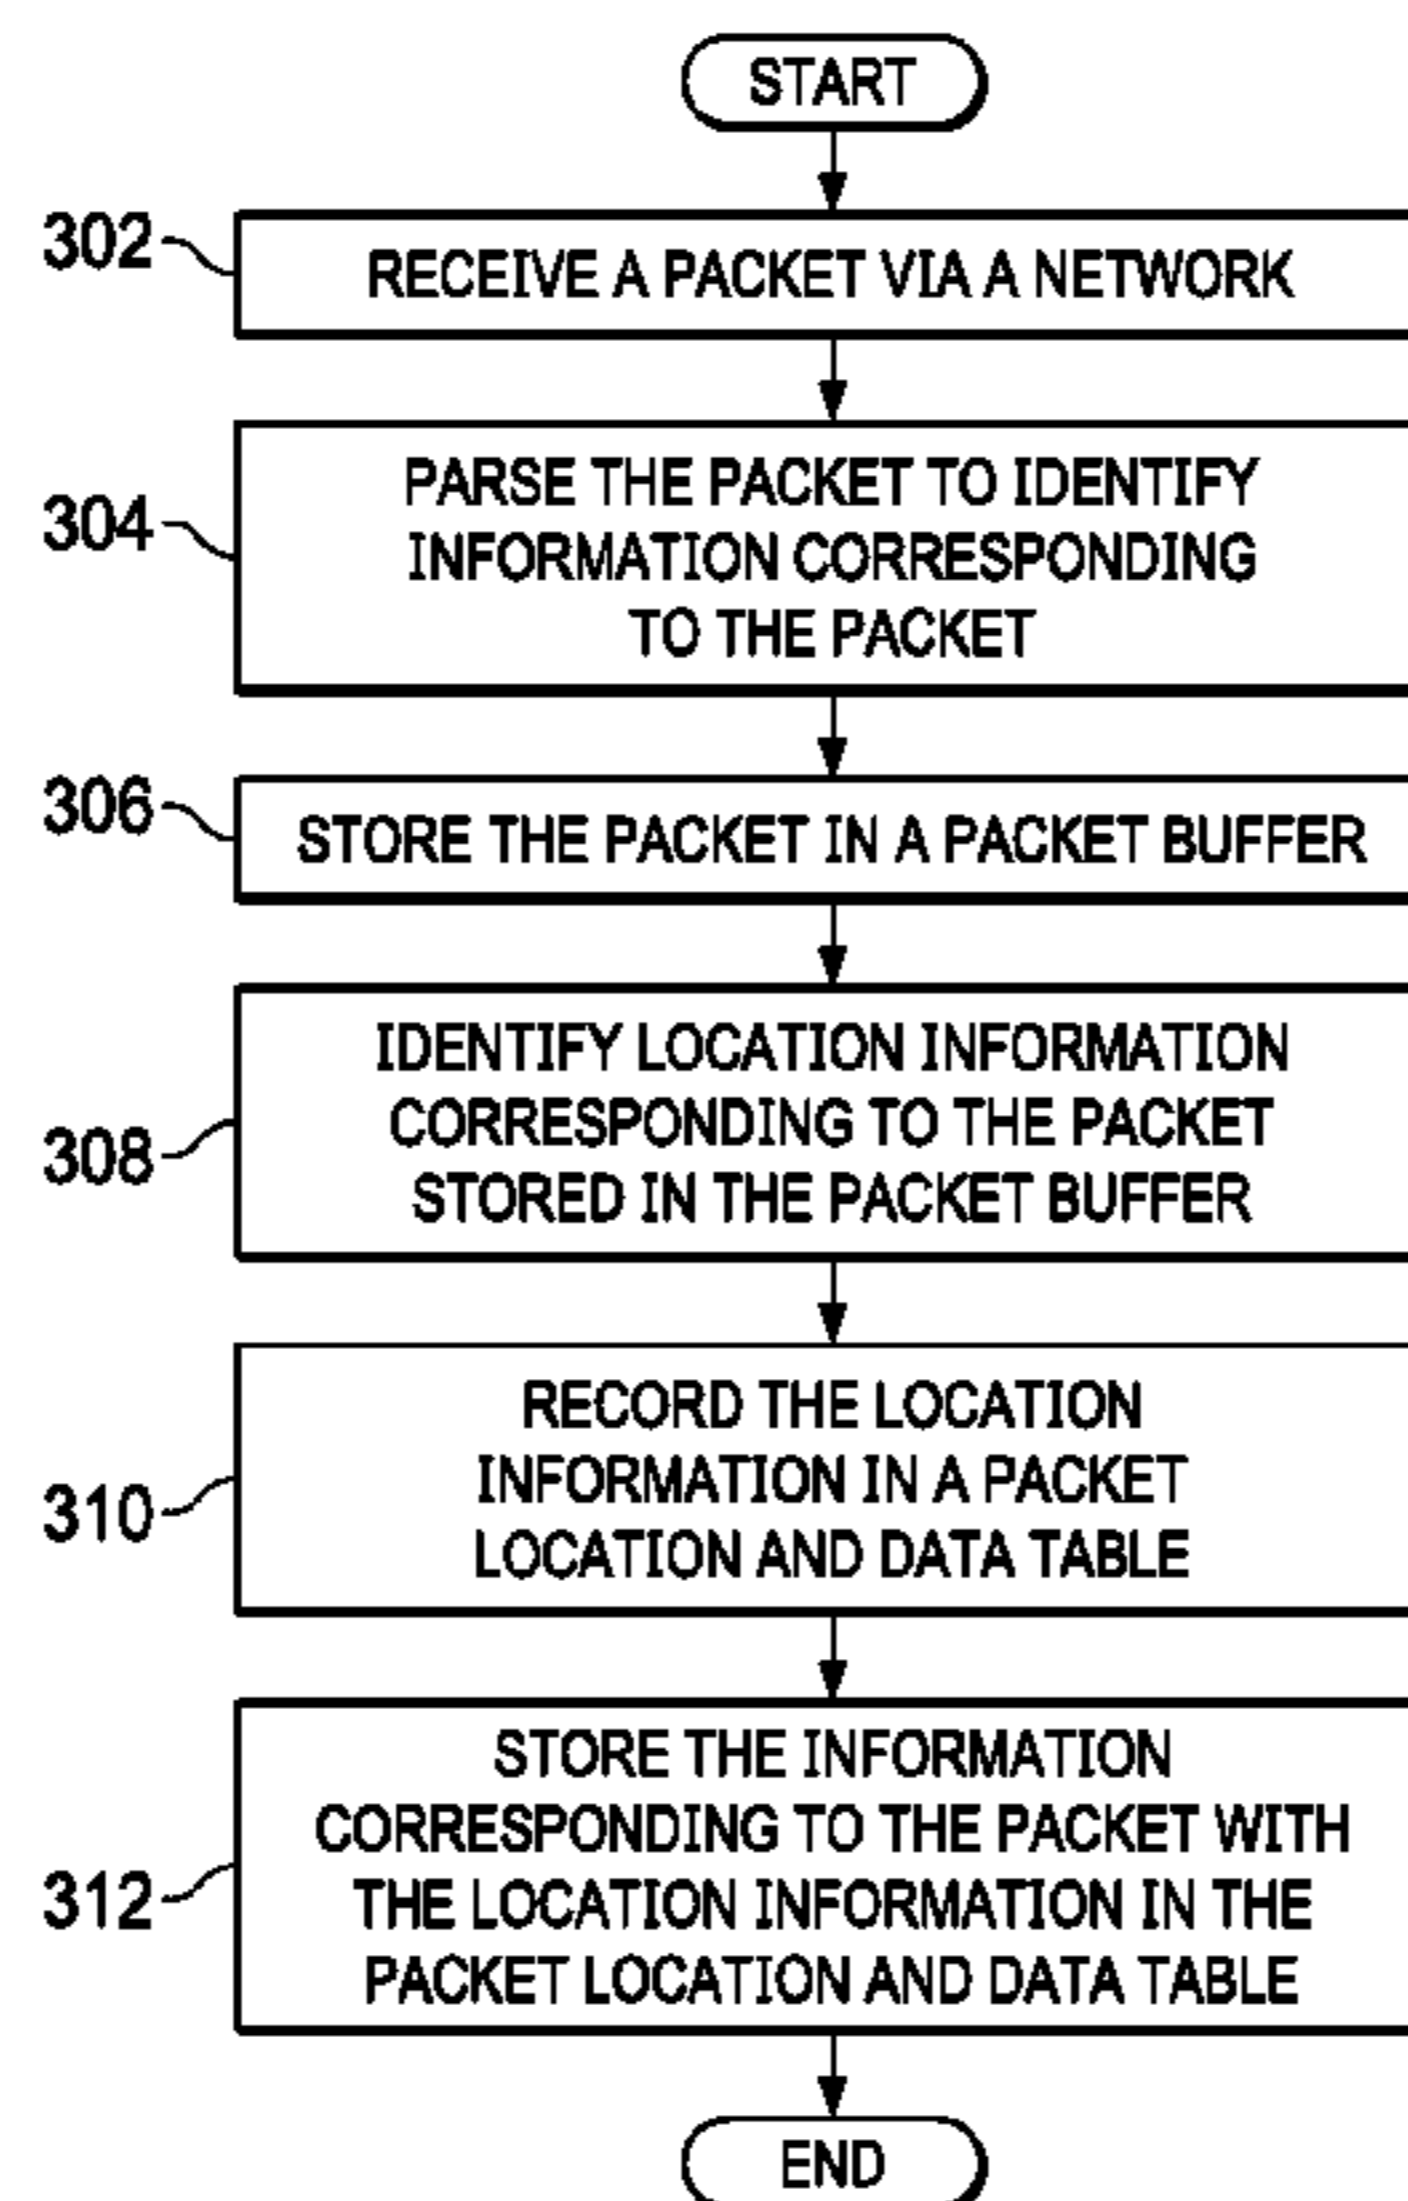 START
302
RECEIVE A PACKET VIA A NETWORK
304
PARSE THE PACKET TO IDENTIFY
INFORMATION CORRESPONDING
TO THE PACKET
306
STORE THE PACKET IN A PACKET BUFFER
308
IDENTIFY LOCATION INFORMATION
CORRESPONDING TO THE PACKET
STORED IN THE PACKET BUFFER
310
RECORD THE LOCATION
INFORMATION IN A PACKET
LOCATION AND DATA TABLE
312
STORE THE INFORMATION
CORRESPONDING TO THE PACKET WITH
THE LOCATION INFORMATION IN THE
PACKET LOCATION AND DATA TABLE
END